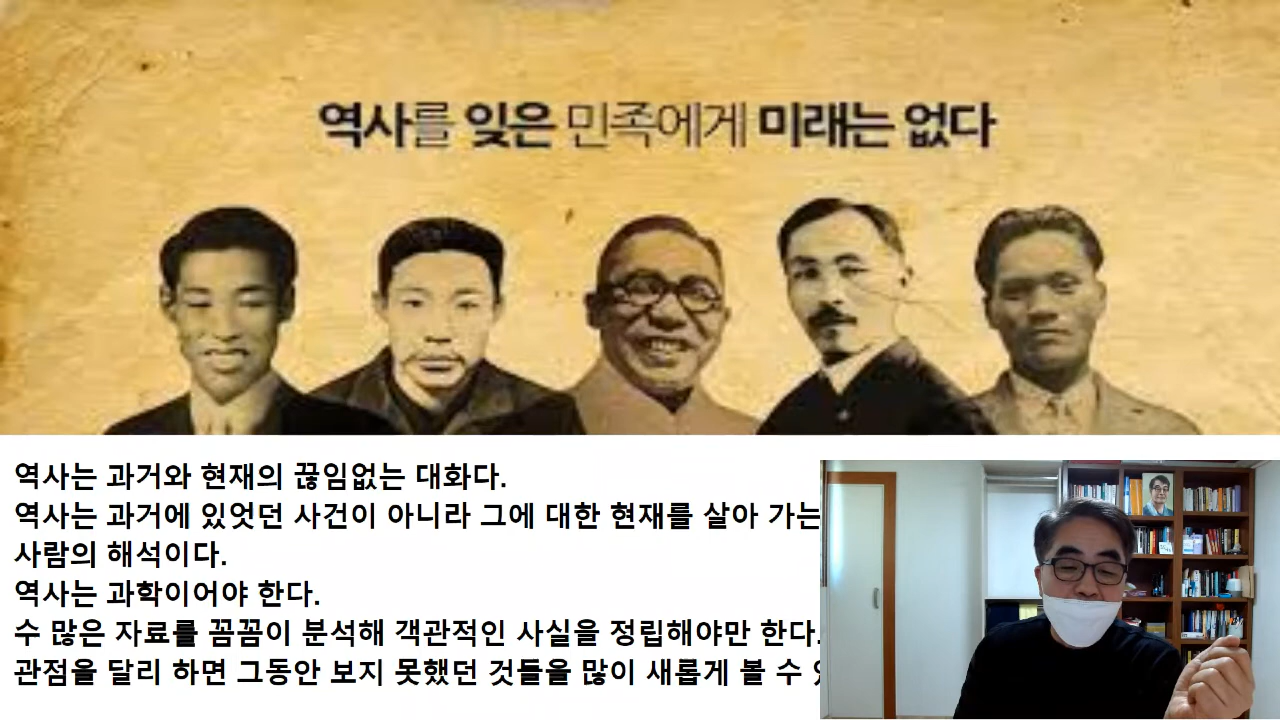 역사를 잊은 민족에게 미래는 없다
역사는 과거와 현재의 끊임없는 대화다.
역사는 과거에 있엇던 사건이 아니라 그에 대한 현재를 살아 가는
사람의 해석이다.
역사는 과학이어야 한다.
수 많은 자료를 꼼꼼이 분석해 객관적인 사실을 정립해야만 한다.
관점을 달리 하면 그동안 보지 못했던 것들을 많이 새롭게 볼 수